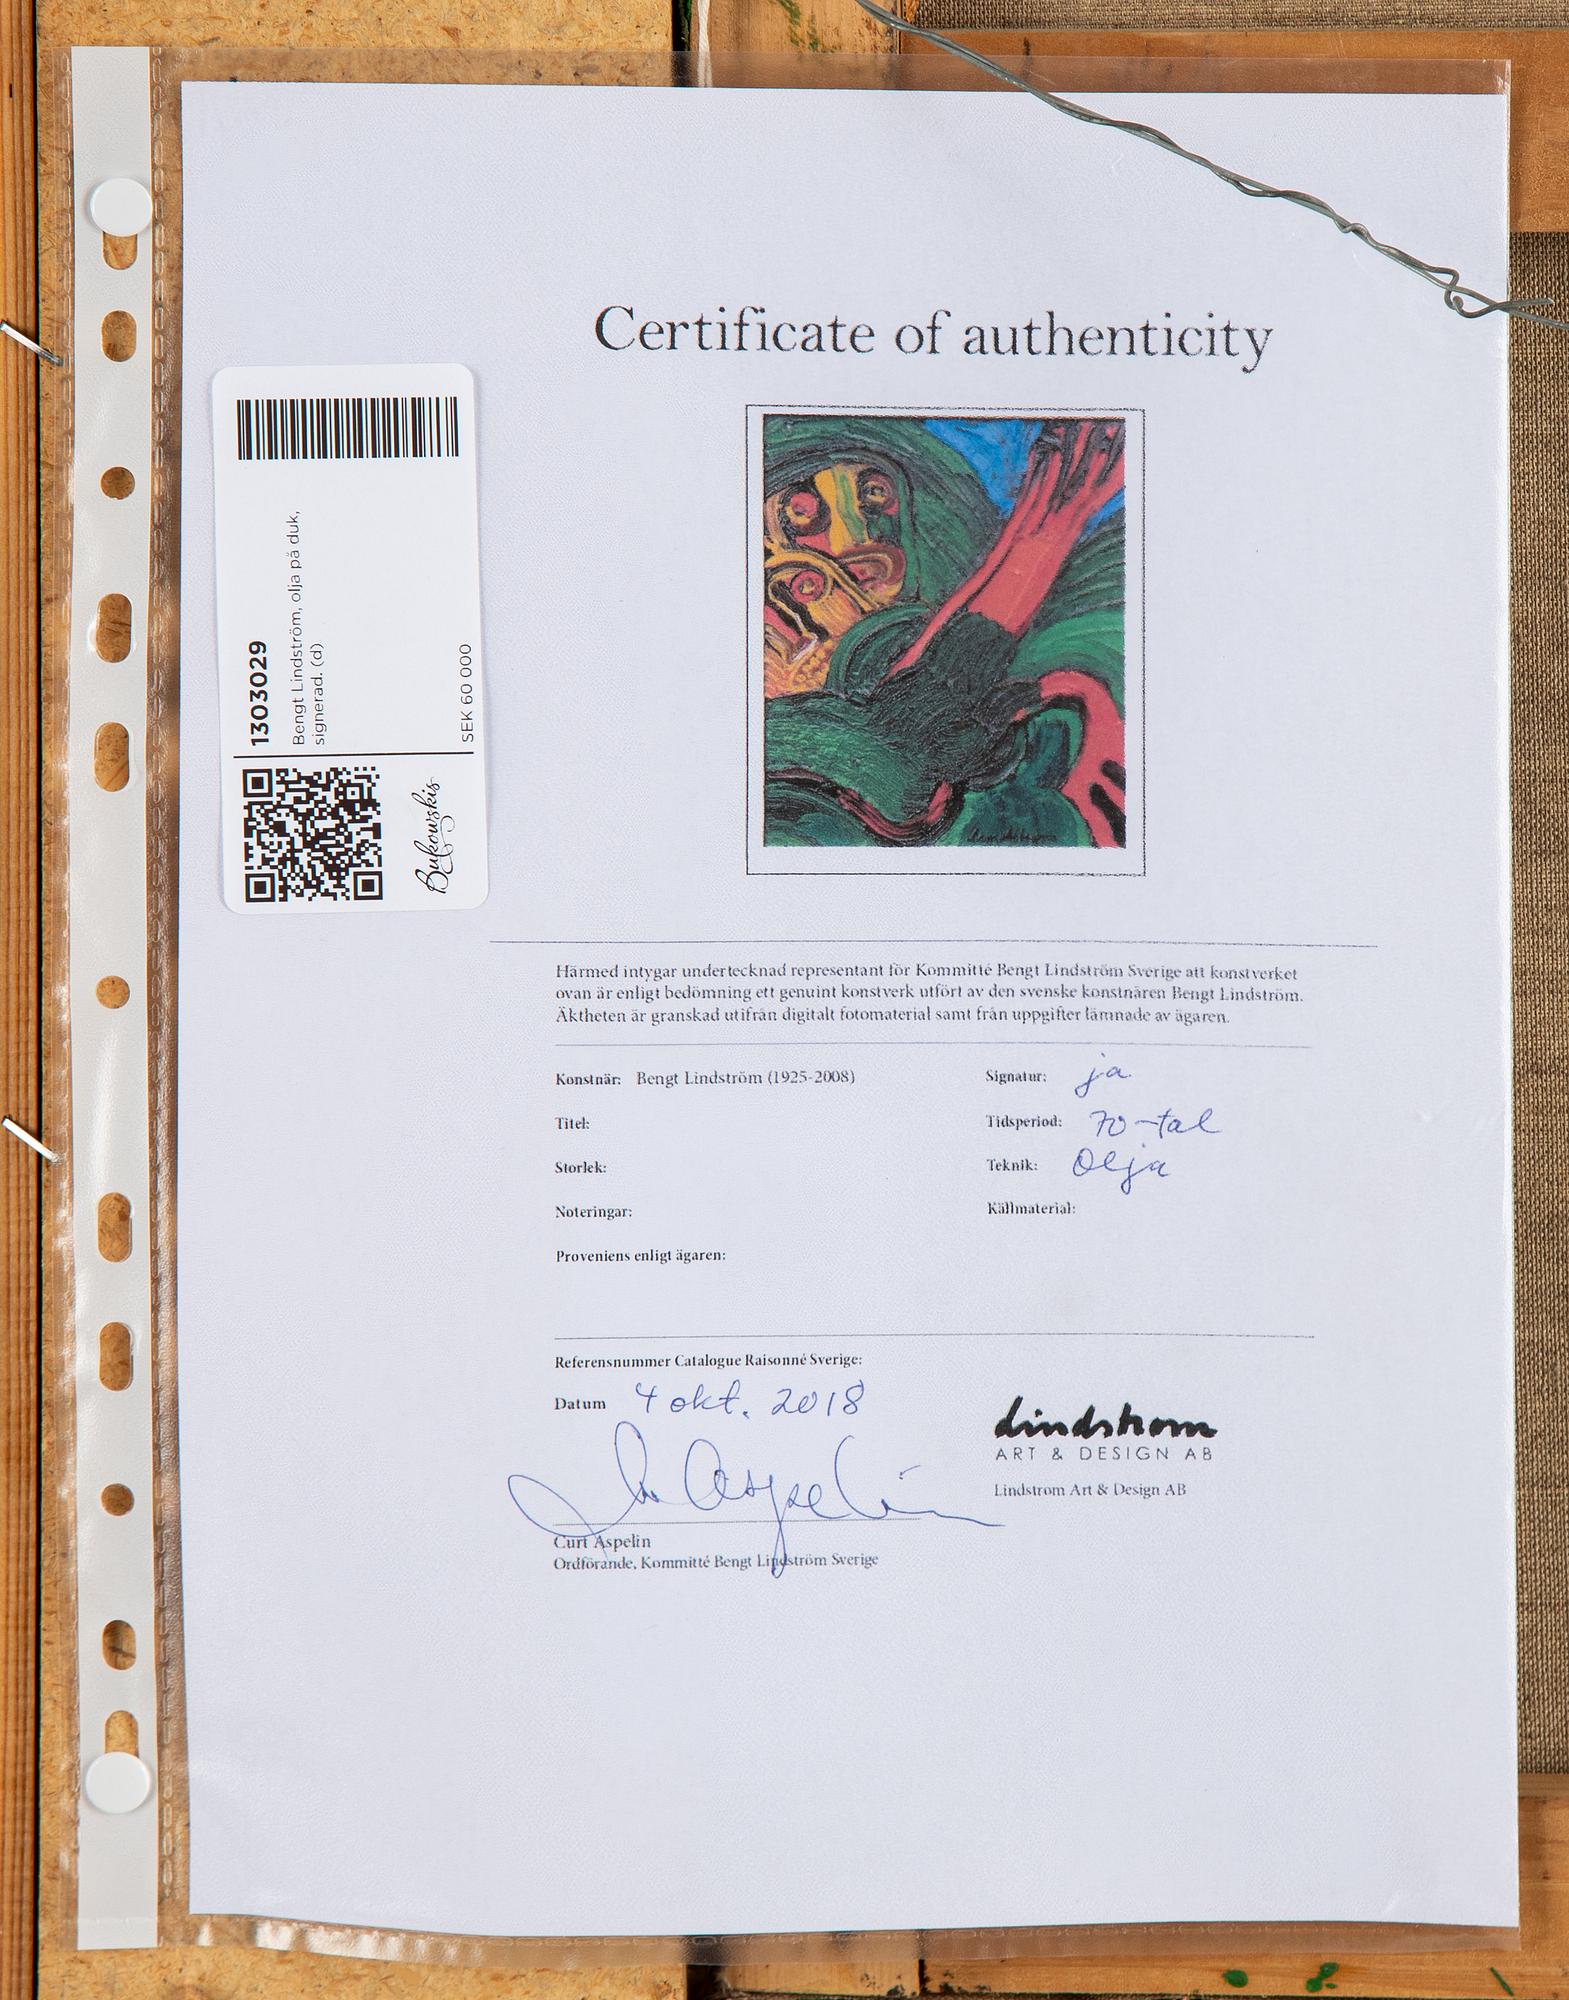 Certificate of authenticity
1303029
Bengt Lindström, olja på duk,
signerad. (d)
SEK 60 000
Bukowskis
Härmed intygar undertecknad representant för Kommitté Bengt Lindström Sverige att konstverket
ovan är enligt bedömning ett genuint konstverk utfört av den svenske konstnären Bengt Lindström.
Äktheten är granskad utifrån digitalt fotomaterial samt från uppgifter lämnade av ägaren.
Konstnär: Bengt Lindström (1925-2008)
Signatur: ja
Titel:
Tidsperiod: 70-tal
Storlek:
Teknik: Olja
Noteringar:
Källmaterial:
Proveniens enligt ägaren:
Referensnummer Catalogue Raisonné Sverige:
Datum 4 okt. 2018
Lindstrom
ART & DESIGN AB
Lindstrom Art & Design AB
Curt Aspelin
Ordförande, Kommitté Bengt Lindström Sverige